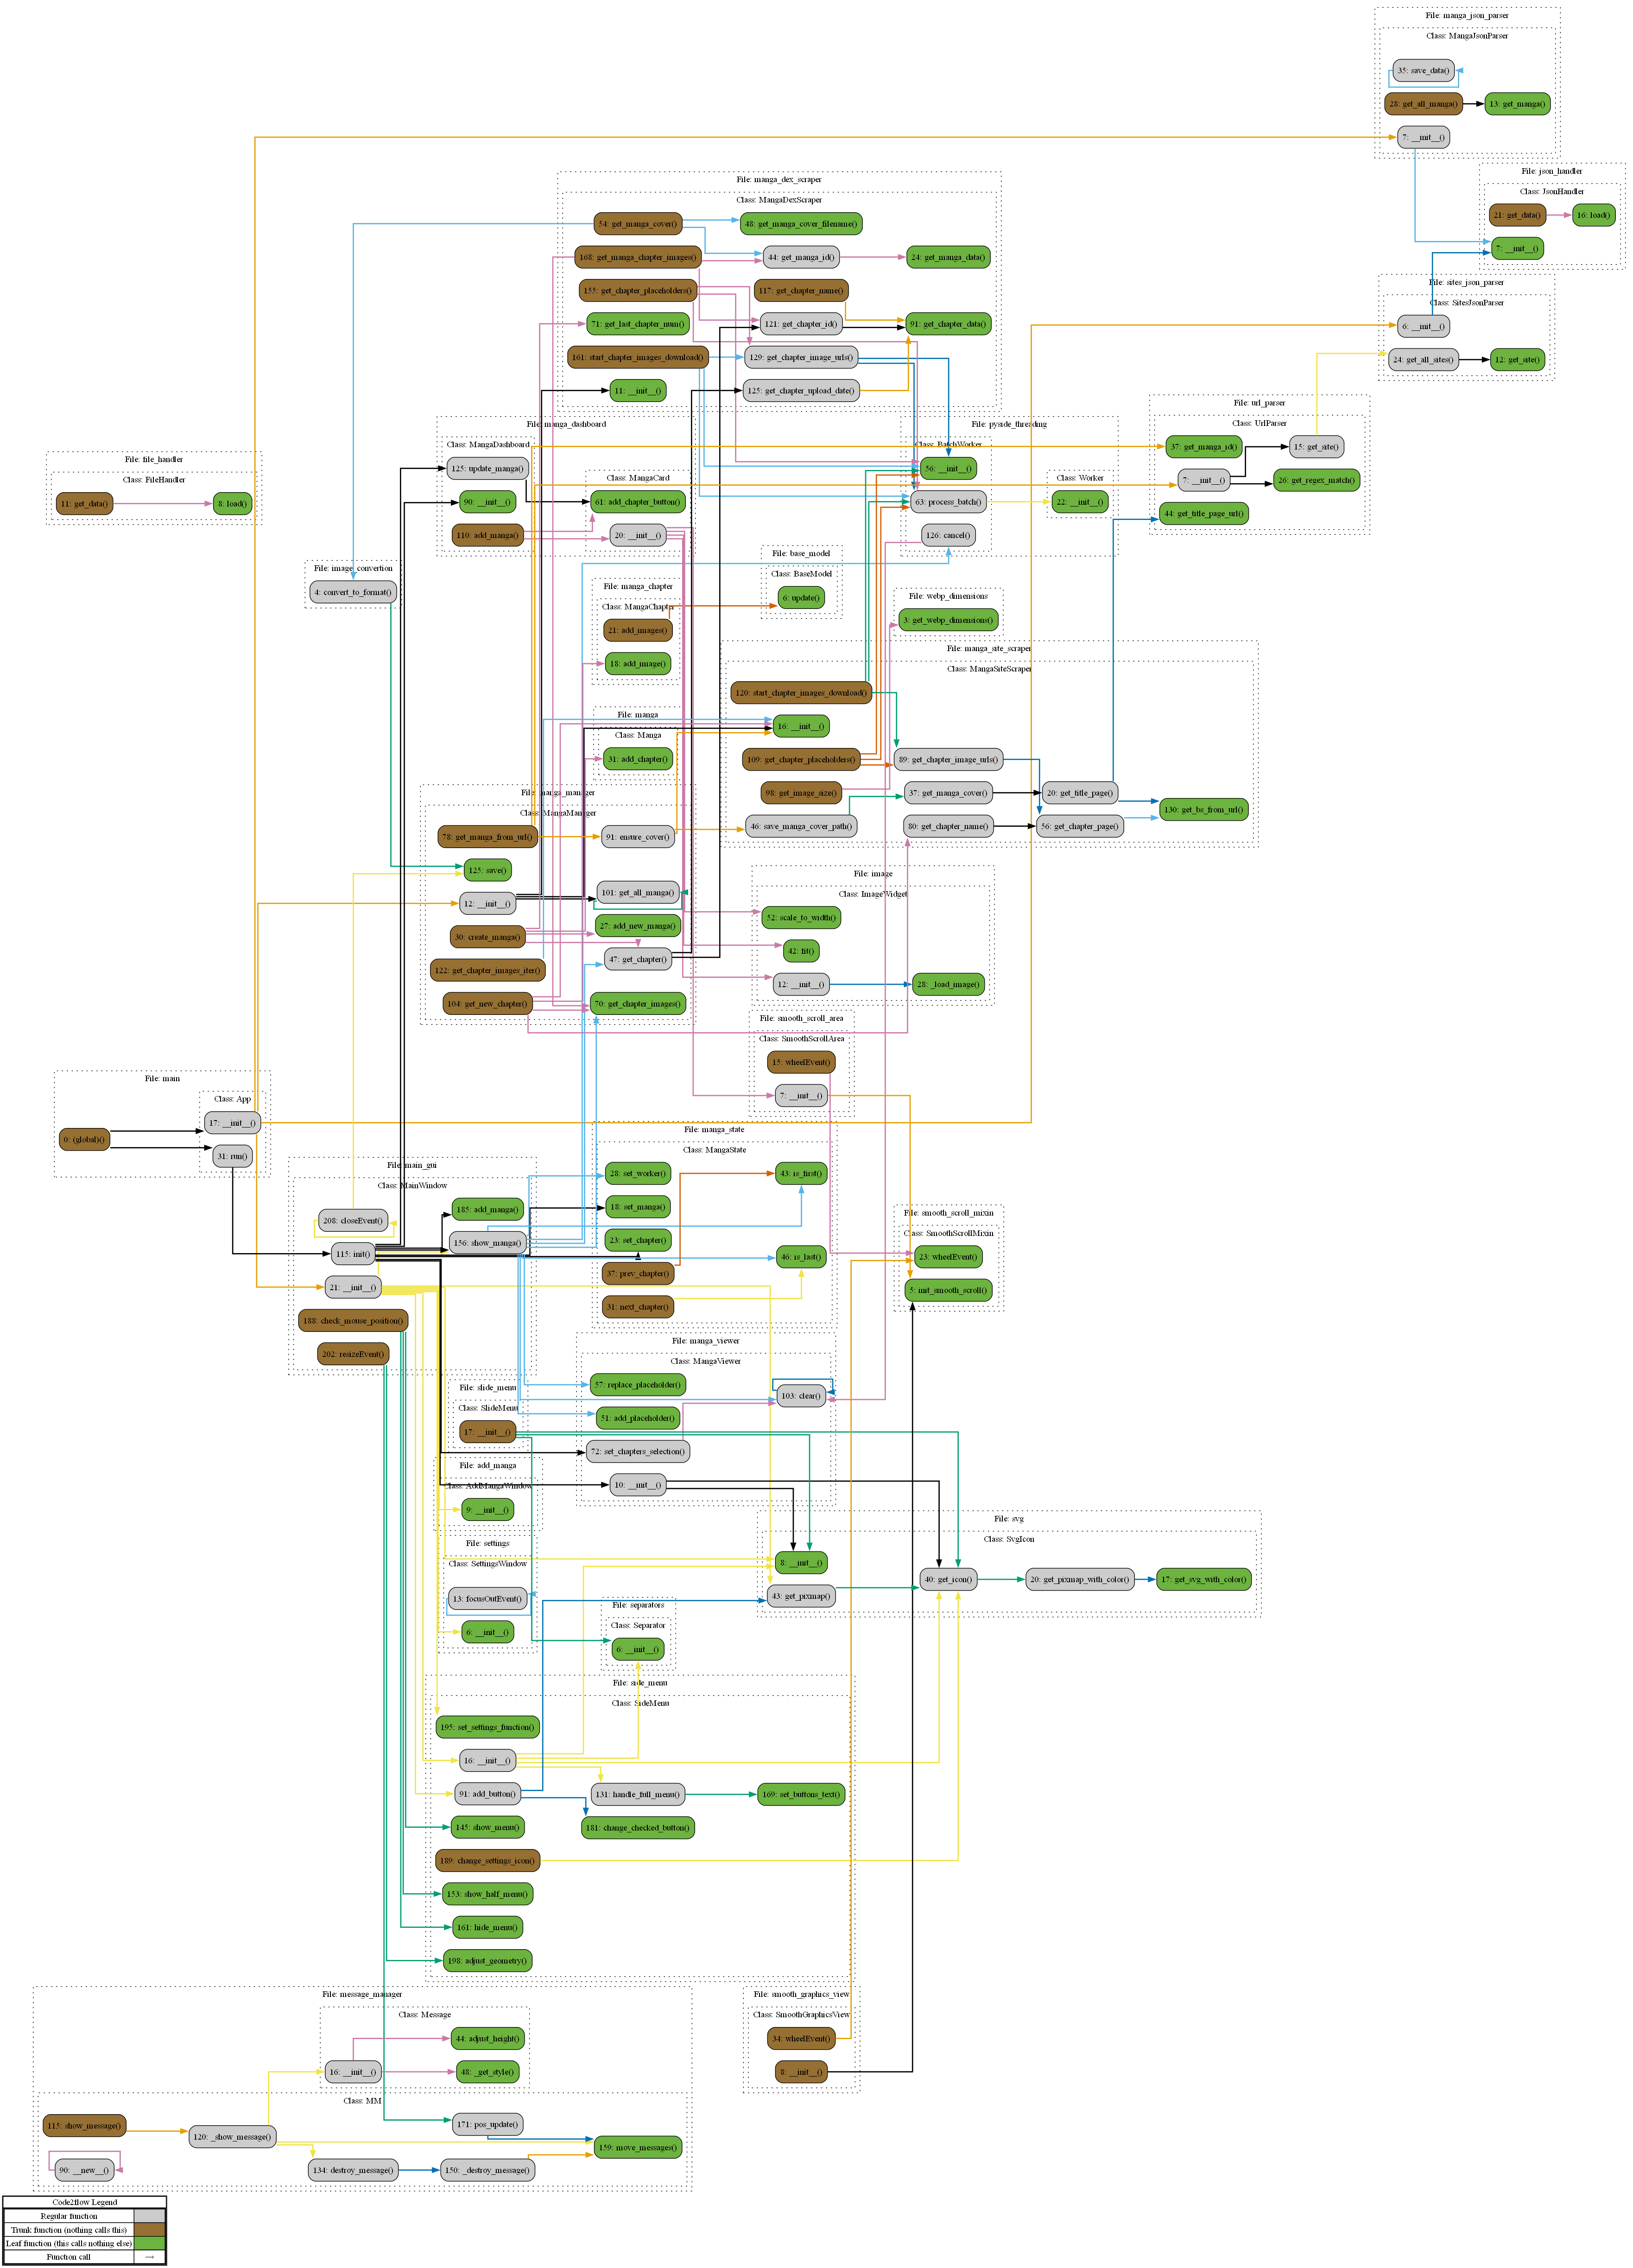 File: manga_json_parser
Class: MangaJsonParser
35: save_data()
28: get_all_manga()
13: get_manga()
7: __init__()
File: json_handler
Class: JsonHandler
21: get_data()
16: load()
7: __init__()
File: sites_json_parser
Class: SitesJsonParser
6: __init__()
24: get_all_sites()
12: get_site()
File: manga_dex_scraper
Class: MangaDexScraper
54: get_manga_cover()
48: get_manga_cover_filename()
168: get_manga_chapter_images()
44: get_manga_id()
24: get_manga_data()
155: get_chapter_placeholders()
117: get_chapter_name()
71: get_last_chapter_num()
121: get_chapter_id()
91: get_chapter_data()
161: start_chapter_images_download()
129: get_chapter_image_urls()
11: __init__()
125: get_chapter_upload_date()
File: url_parser
Class: UrlParser
37: get_manga_id()
15: get_site()
7: __init__()
26: get_regex_match()
44: get_title_page_url()
File: manga_dashboard
Class: MangaDashboard
125: update_manga()
90: __init__()
110: add_manga()
Class: MangaCard
61: add_chapter_button()
20: __init__()
File: pyside_threading
Class: BatchWorker
56: __init__()
63: process_batch()
126: cancel()
Class: Worker
22: __init__()
File: file_handler
Class: FileHandler
11: get_data()
8: load()
File: image_convertion
4: convert_to_format()
File: base_model
Class: BaseModel
6: update()
File: manga_chapter
Class: MangaChapter
21: add_images()
18: add_image()
File: webp_dimensions
3: get_webp_dimensions()
File: manga_site_scraper
Class: MangaSiteScraper
120: start_chapter_images_download()
16: __init__()
109: get_chapter_placeholders()
89: get_chapter_image_urls()
98: get_image_size()
37: get_manga_cover()
20: get_title_page()
46: save_manga_cover_path()
80: get_chapter_name()
56: get_chapter_page()
130: get_bs_from_url()
File: manga
Class: Manga
31: add_chapter()
File: manga_manager
Class: MangaManager
78: get_manga_from_url()
91: ensure_cover()
125: save()
12: __init__()
101: get_all_manga()
30: create_manga()
27: add_new_manga()
122: get_chapter_images_iter()
47: get_chapter()
104: get_new_chapter()
70: get_chapter_images()
File: image
Class: ImageWidget
52: scale_to_width()
42: fit()
12: __init__()
28: _load_image()
File: smooth_scroll_area
Class: SmoothScrollArea
15: wheelEvent()
7: __init__()
File: main
0: (global)()
Class: App
17: __init__()
31: run()
File: manga_state
Class: MangaState
28: set_worker()
43: is_first()
18: set_manga()
23: set_chapter()
46: is_last()
37: prev_chapter()
31: next_chapter()
File: main_gui
Class: MainWindow
208: closeEvent()
185: add_manga()
115: init()
156: show_manga()
21: __init__()
188: check_mouse_position()
202: resizeEvent()
File: smooth_scroll_mixin
Class: SmoothScrollMixin
23: wheelEvent()
5: init_smooth_scroll()
File: manga_viewer
Class: MangaViewer
57: replace_placeholder()
103: clear()
51: add_placeholder()
72: set_chapters_selection()
10: __init__()
File: slide_menu
Class: SlideMenu
17: __init__()
File: add_manga
Class: AddMangaWindow
9: __init__()
File: settings
Class: SettingsWindow
13: focusOutEvent()
6: __init__()
File: svg
Class: SvgIcon
8: __init__()
40: get_icon()
20: get_pixmap_with_color()
17: get_svg_with_color()
43: get_pixmap()
File: separators
Class: Separator
6: __init__()
File: side_menu
Class: SideMenu
195: set_settings_function()
16: __init__()
91: add_button()
131: handle_full_menu()
169: set_buttons_text()
145: show_menu()
181: change_checked_button()
189: change_settings_icon()
153: show_half_menu()
161: hide_menu()
198: adjust_geometry()
File: message_manager
Class: Message
44: adjust_height()
16: __init__()
48: _get_style()
Class: MM
115: show_message()
120: _show_message()
171: pos_update()
159: move_messages()
90: __new__()
134: destroy_message()
150: _destroy_message()
File: smooth_graphics_view
Class: SmoothGraphicsView
34: wheelEvent()
8: __init__()
Code2flow Legend
Regular function
Trunk function (nothing calls this)
Leaf function (this calls nothing else)
Function call →